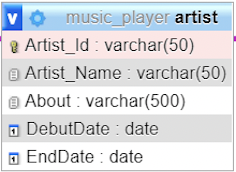 v music_player artist
Artist_Id : varchar(50)
Artist_Name : varchar(50)
About : varchar(500)
DebutDate : date
EndDate : date